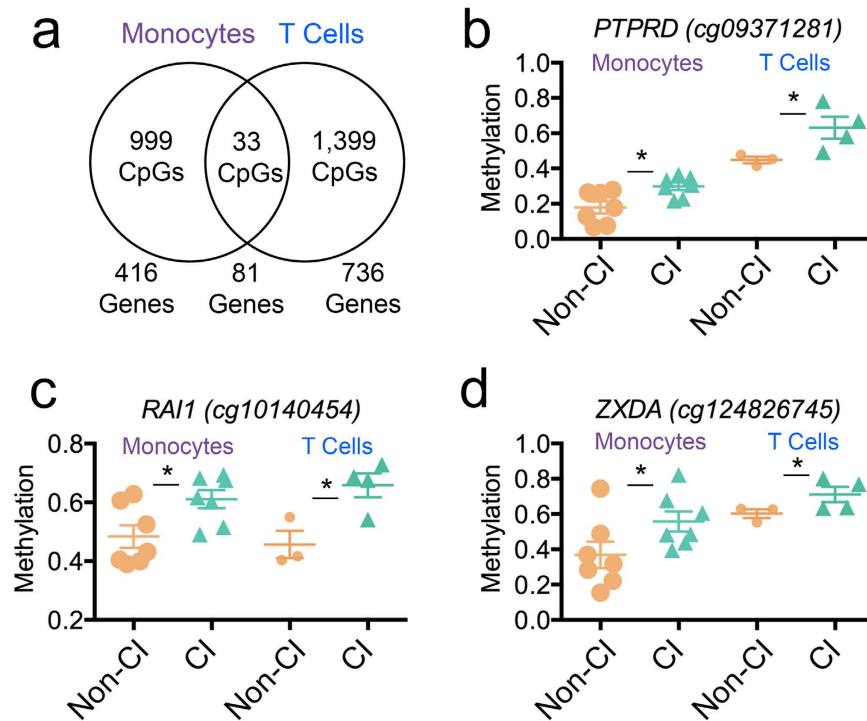 a
Monocytes T Cells
999 33 1,399
CpGs CpGs CpGs
416 81 736
Genes Genes Genes
b
PTPRD (cg09371281)
Monocytes T Cells
Methylation
1.0
0.8
0.6
0.4
0.2
0.0
* *
Non-CI CI Non-CI CI
c
RAI1 (cg10140454)
Monocytes T Cells
Methylation
0.8
0.6
0.4
0.2
* *
Non-CI CI Non-CI CI
d
ZXDA (cg124826745)
Monocytes T Cells
Methylation
1.0
0.8
0.6
0.4
0.2
0.0
* *
Non-CI CI Non-CI CI